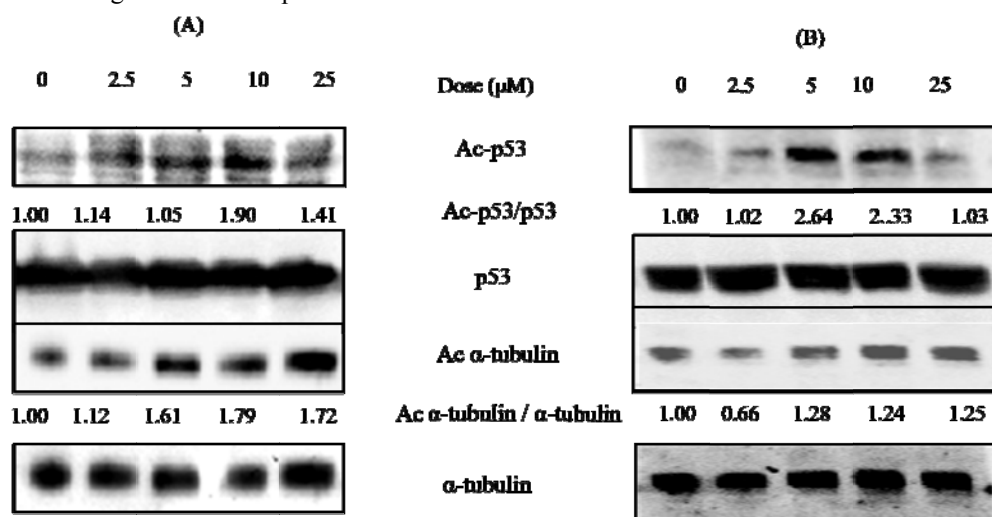 (A)
(B)
0 2.5 5 10 25 Dose (μM) 0 2.5 5 10 25
Ac-p53
1.00 1.14 1.05 1.90 1.41 Ac-p53/p53 1.00 1.02 2.64 2.33 1.03
p53
Ac α-tubulin
1.00 1.12 1.61 1.79 1.72 Ac α-tubulin / α-tubulin 1.00 0.66 1.28 1.24 1.25
α-tubulin